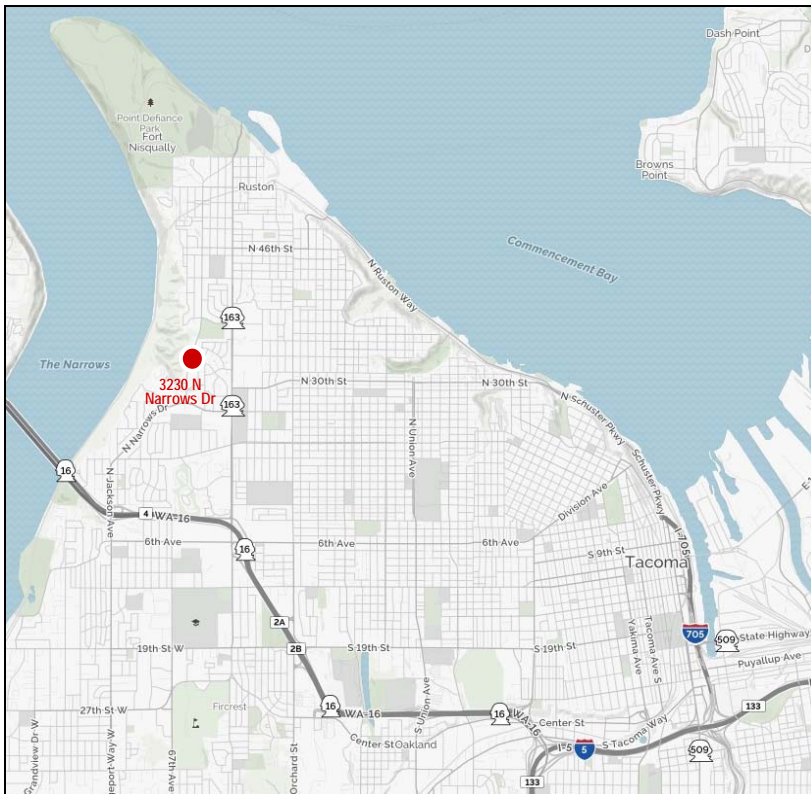 Dash Point
Point Defiance
Park
Fort
Nisqually
Browns
Point
Ruston
N 46th St
N Ruston Way
Commencement Bay
163
The Narrows
3230 N
Narrows Dr
N 30th St
N 30th St
163
N Narrows Dr
N Union Ave
N Schuster Pkwy
Schuster Pkwy
16
N Jackson Ave
4
WA-16
Division Ave
I-705
6th Ave
6th Ave
6th Ave
16
S 9th St
Tacoma
2A
705
509
State Highway
19th St W
2B
S 19th St
S 19th St
Yakima Ave
Tacoma Ave S
Puyallup Ave
Fircrest
27th St W
16
WA-16
S Union Ave
16
WA-16
Center St
133
Grandview Dr W
eport Way W
67th Ave
Orchard St
Center St
Oakland
I-5
5
S Tacoma Way
509
133